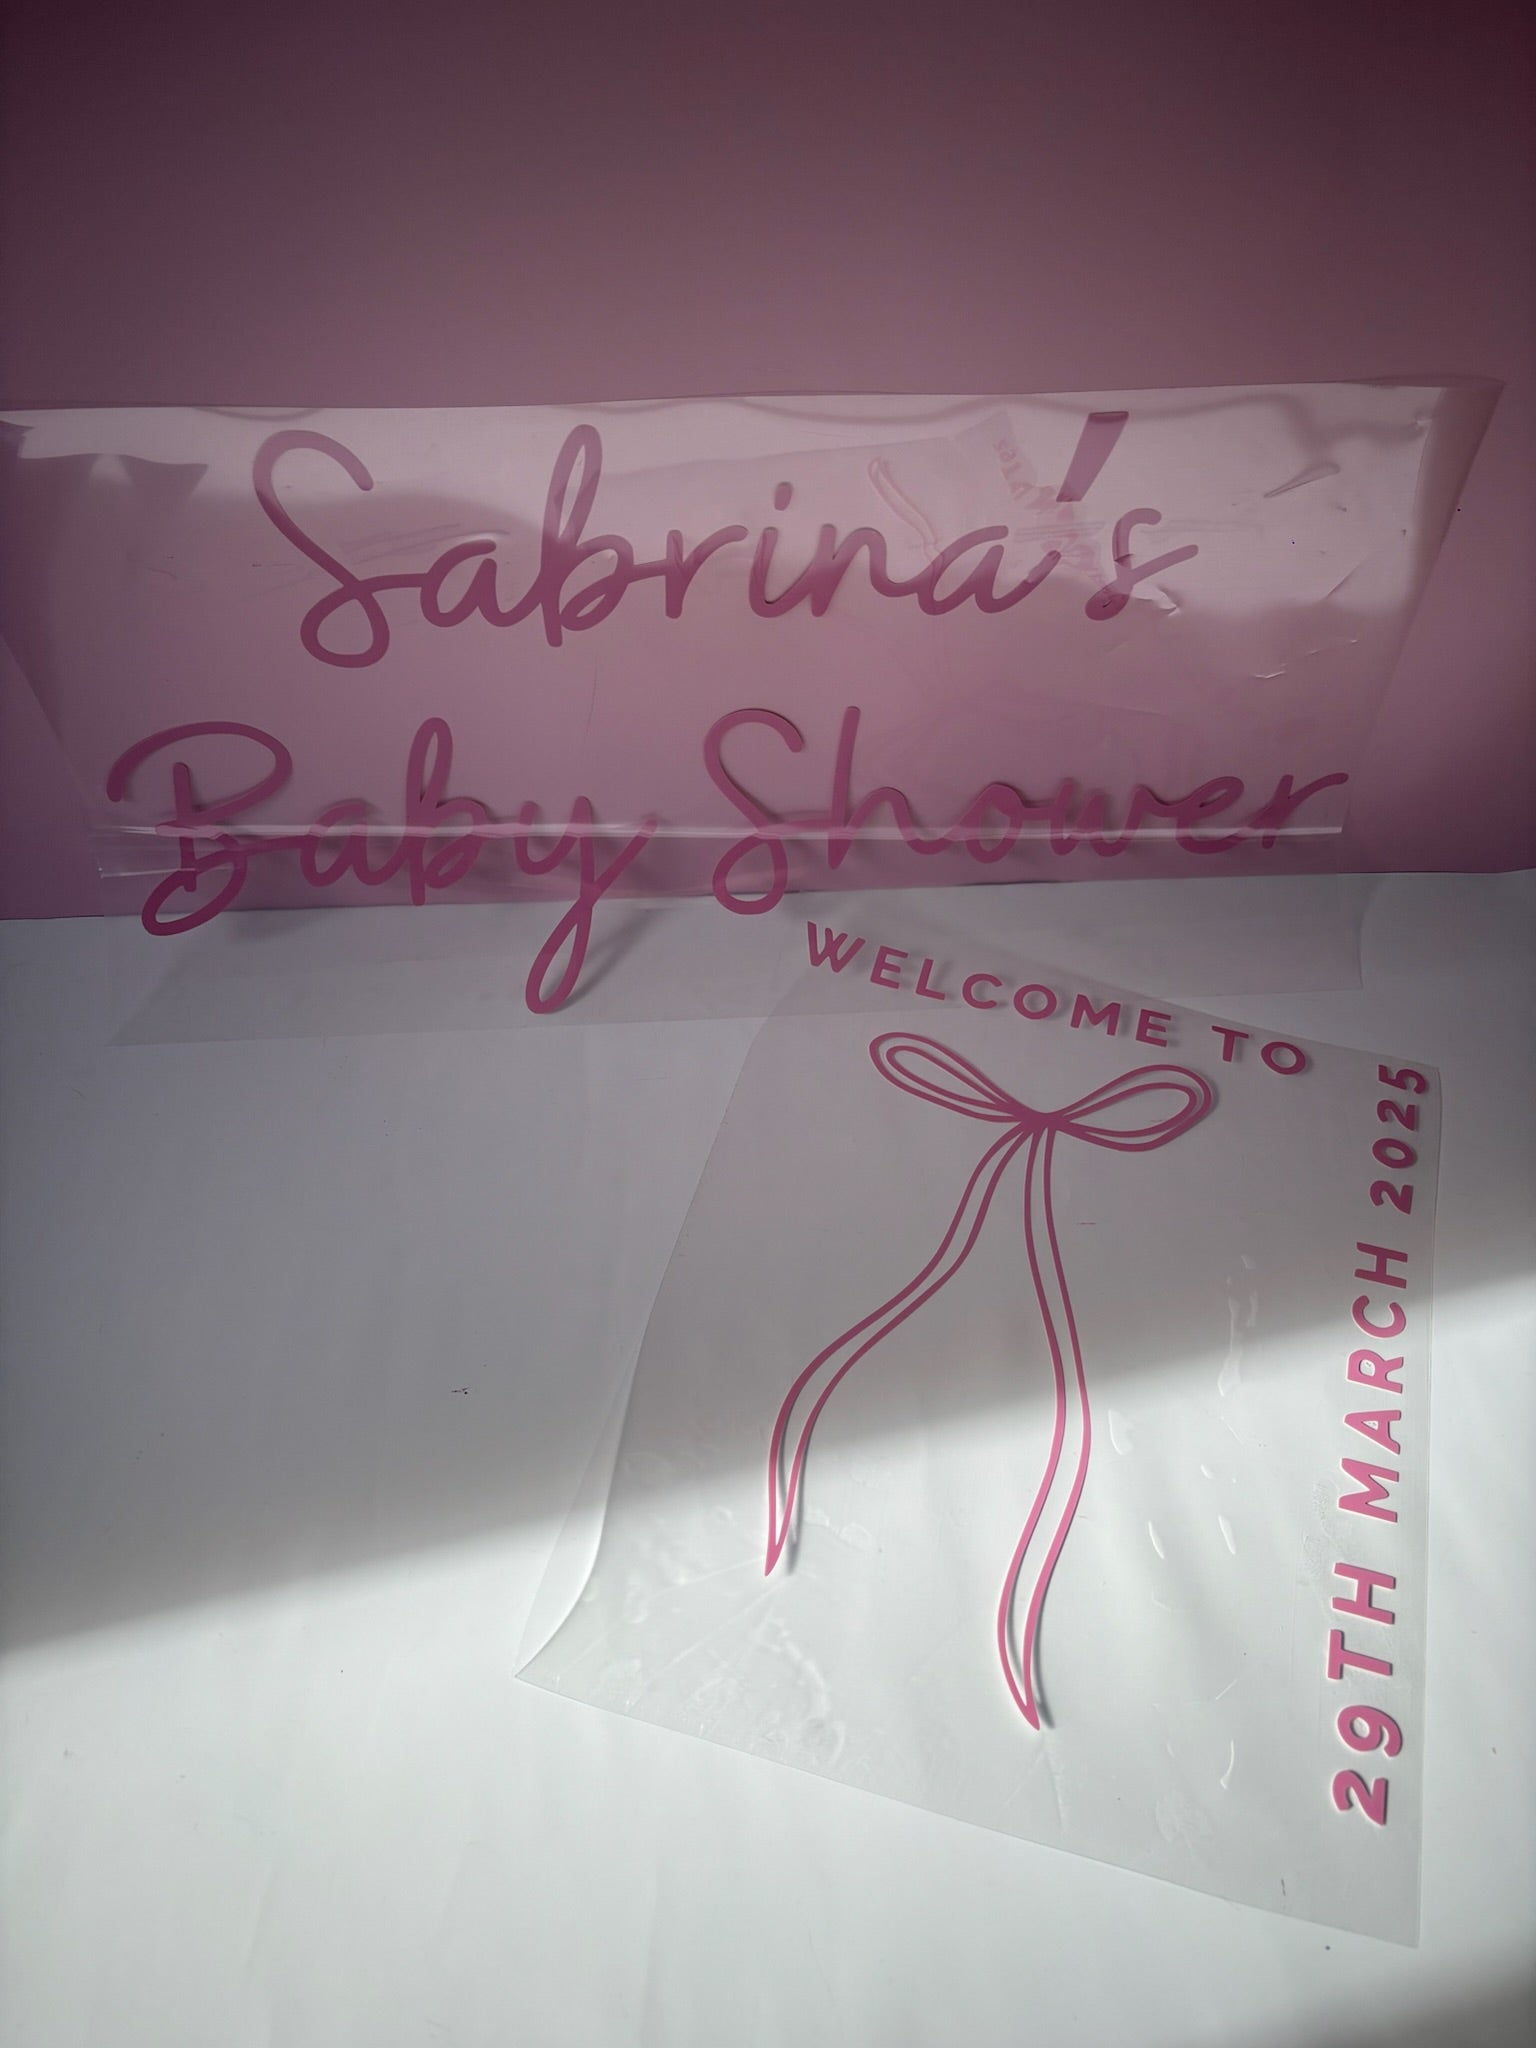 Sabrina's
Baby Shower
WELCOME TO
29TH MARCH 2025